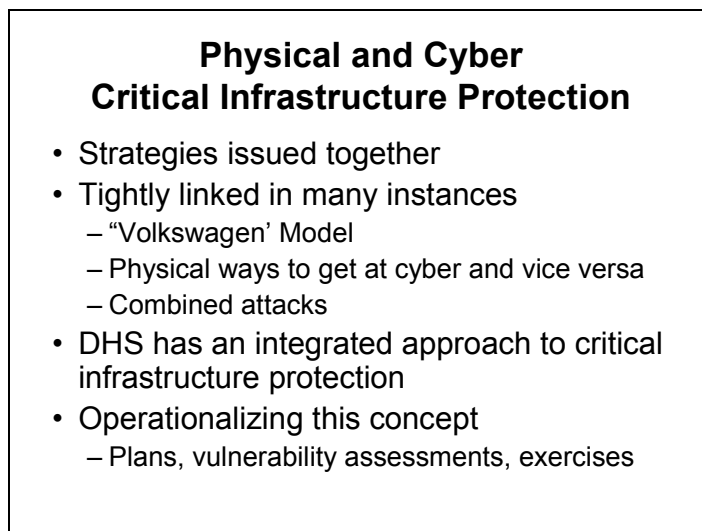 Physical and Cyber
Critical Infrastructure Protection
• Strategies issued together
• Tightly linked in many instances
– “Volkswagen’ Model
– Physical ways to get at cyber and vice versa
– Combined attacks
• DHS has an integrated approach to critical
infrastructure protection
• Operationalizing this concept
– Plans, vulnerability assessments, exercises